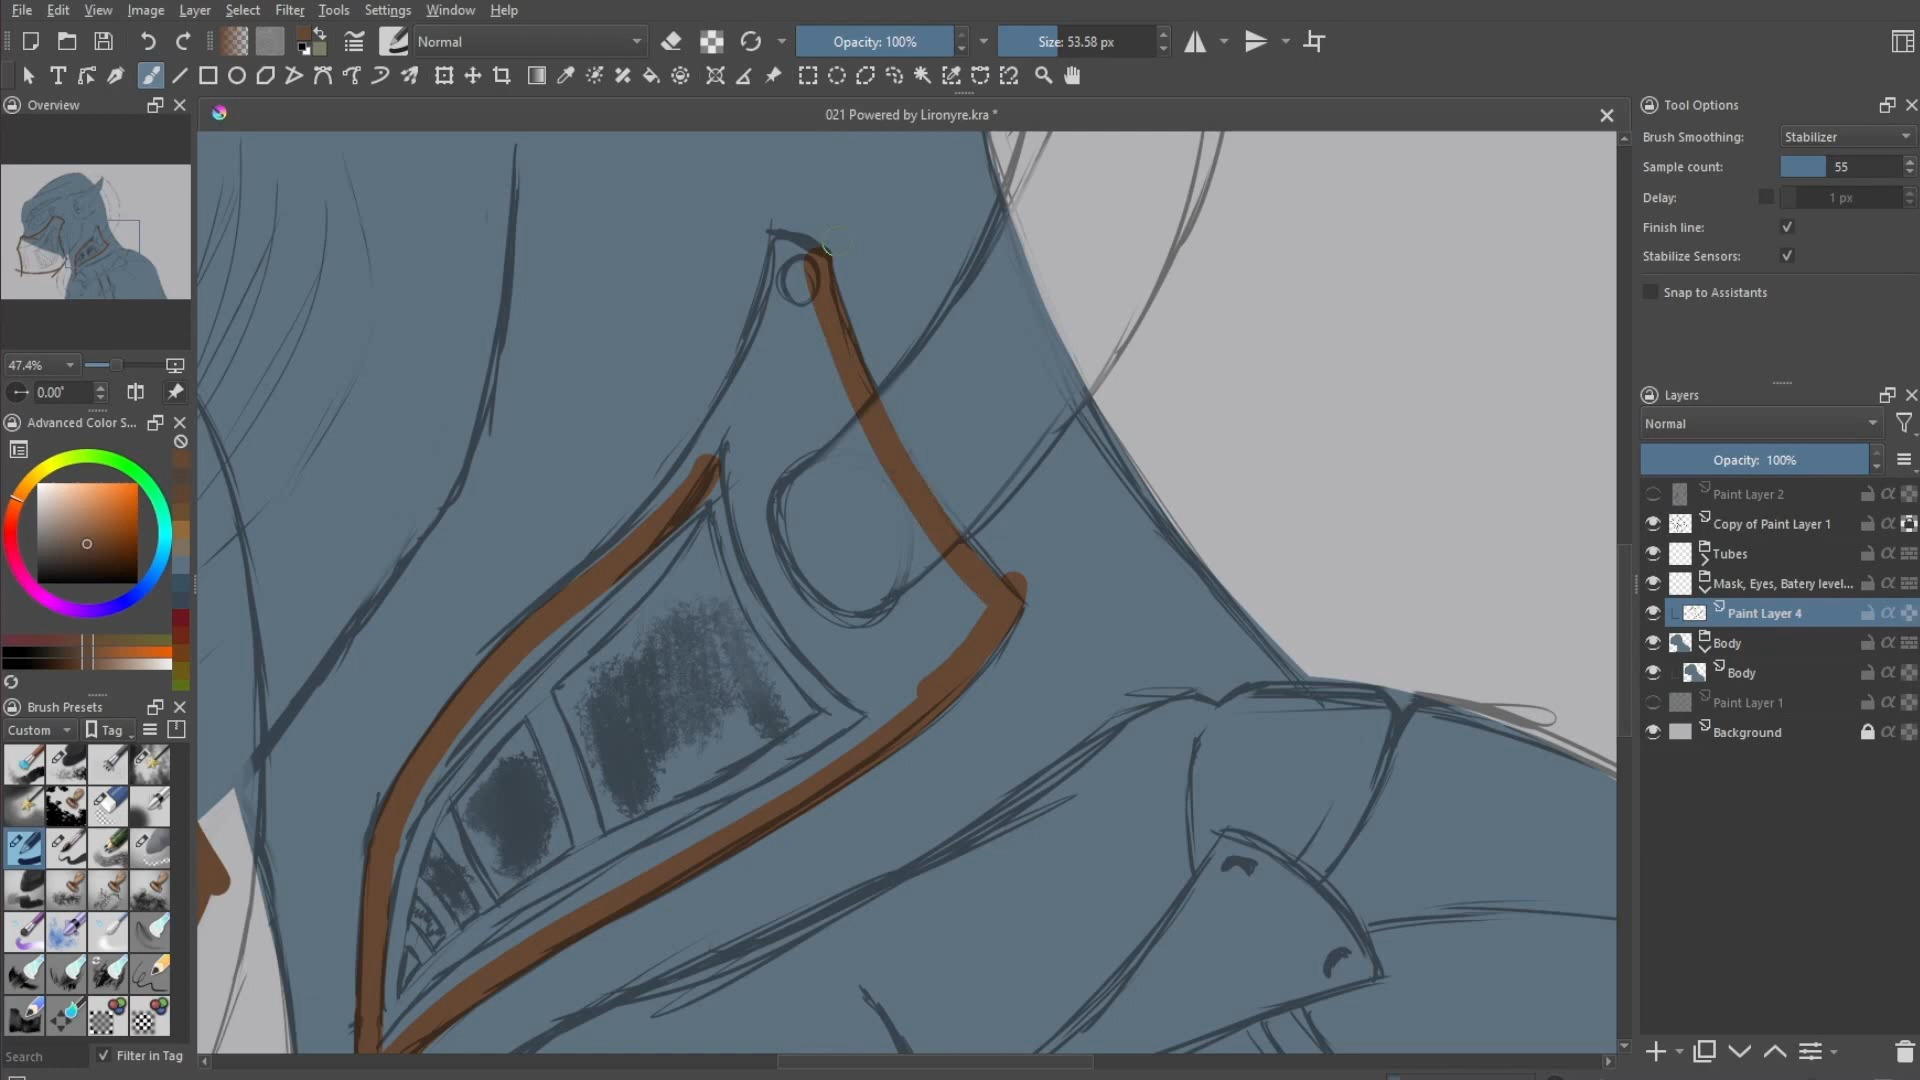 File Edit View Image Layer Select Filter Tools Settings Window Help
Normal
Opacity: 100%
Size: 53.58 px
Overview
021 Powered by Lironyre.kra *
Tool Options
Brush Smoothing: Stabilizer
Sample count: 55
Delay: 1 px
Finish line:
Stabilize Sensors:
Snap to Assistants
47.4%
0.00°
Advanced Color S...
Layers
Normal
Opacity: 100%
Paint Layer 2
Copy of Paint Layer 1
Tubes
Mask, Eyes, Batery level...
Paint Layer 4
Body
Body
Paint Layer 1
Background
Brush Presets
Custom
Tag
Search
Filter in Tag